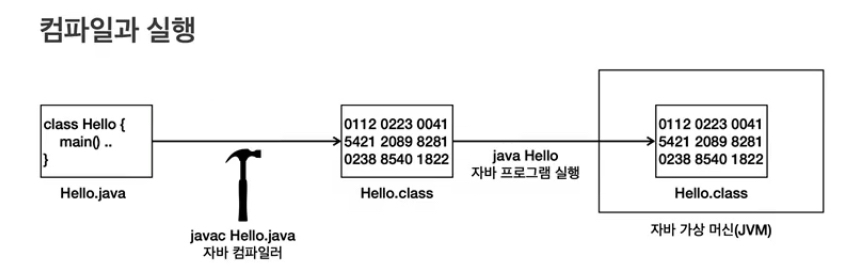 컴파일과 실행
class Hello {
main() ..
}
Hello.java
javac Hello.java
자바 컴파일러
0112 0223 0041
5421 2089 8281
0238 8540 1822
Hello.class
java Hello
자바 프로그램 실행
0112 0223 0041
5421 2089 8281
0238 8540 1822
Hello.class
자바 가상 머신(JVM)